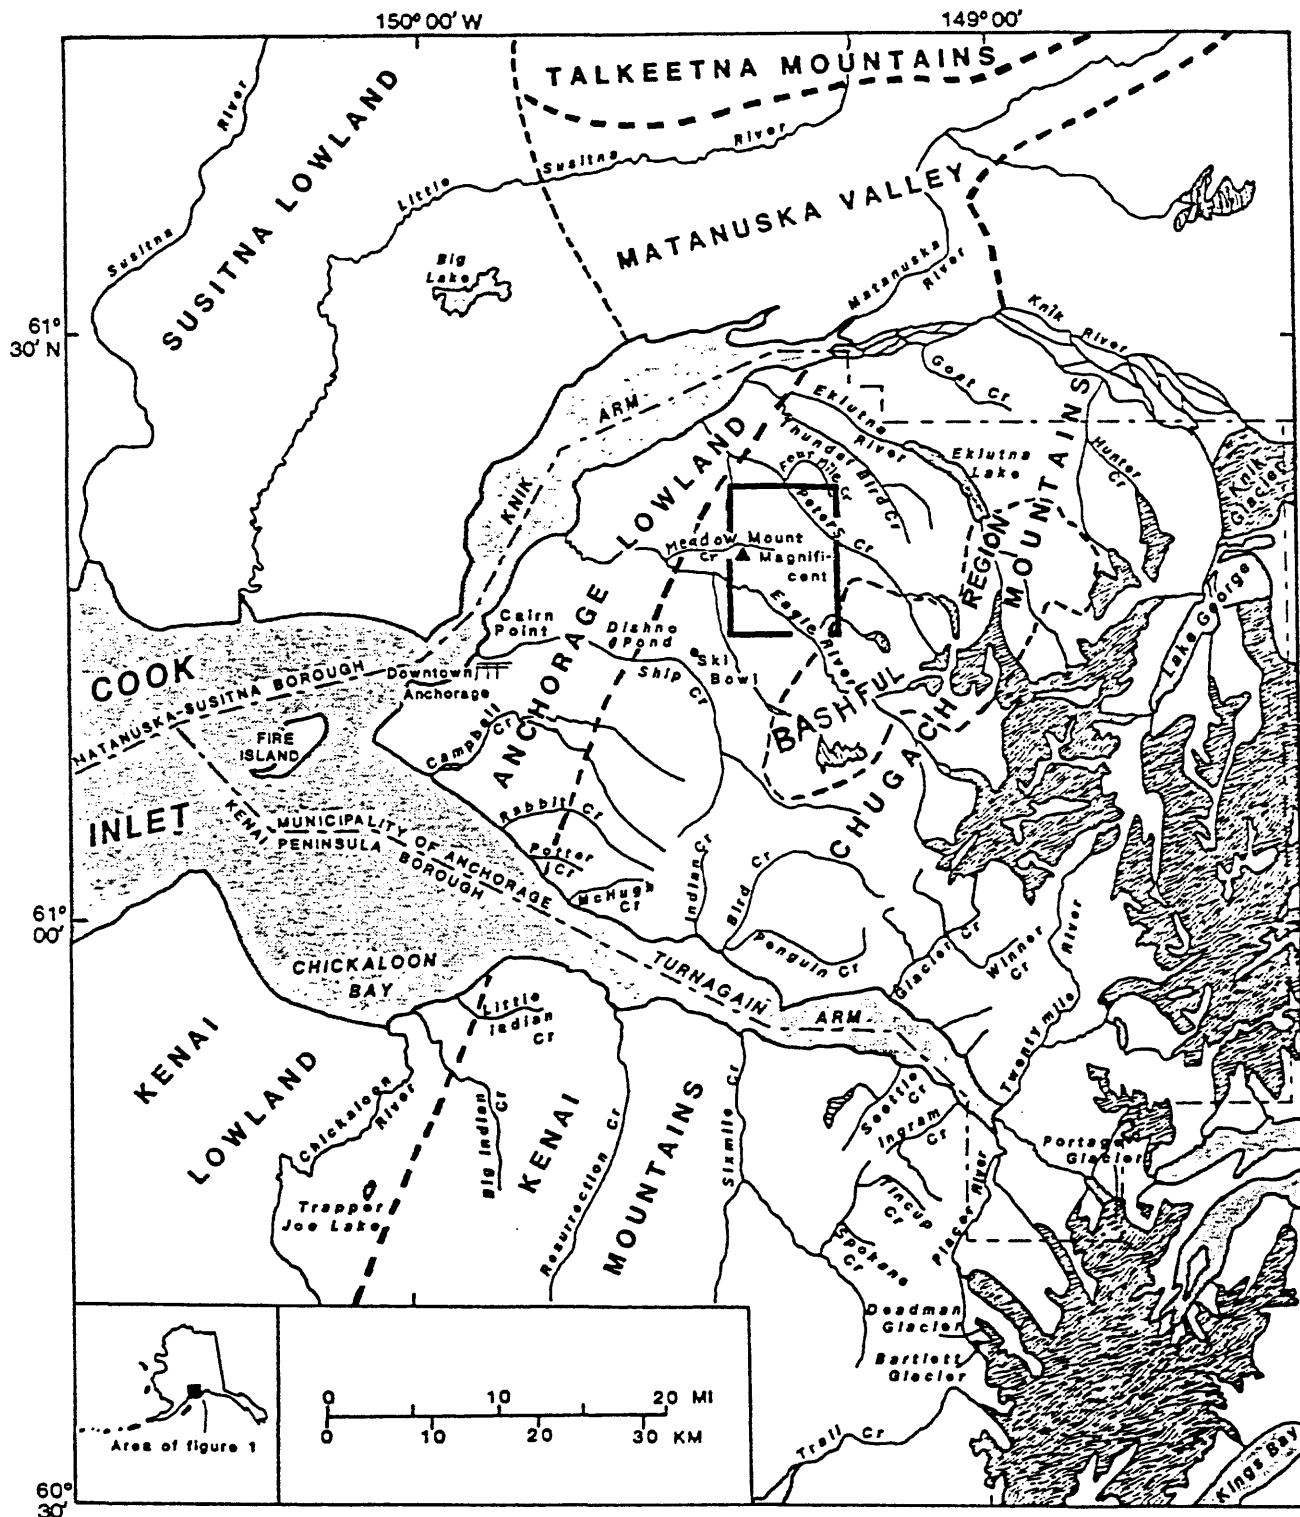 150° 00' W
149° 00'
TALKEETNA MOUNTAINS
SUSITNA LOWLAND
Susitna River
Little Susitna River
MATANUSKA VALLEY
Big
Lake
Matanuska
River
61°
30' N
Knik River
Goat Cr
KNIK ARM
Eklutna
River
Thunder Bird Cr
Four Mile Cr
Peters Cr
Eklutna
Lake
Hunter
Cr
Knik
Glacier
ANCHORAGE LOWLAND
Meadow
Cr
Mount
Magnifi-
cent
Eagle River
BASHFUL REGION
CHUGACH MOUNTAINS
Lake George
Cairn
Point
Dishno
Pond
Ship Cr
Ski
Bowl
Downtown
Anchorage
COOK INLET
MATANUSKA-SUSITNA BOROUGH
FIRE
ISLAND
Campbell Cr
KENAI PENINSULA BOROUGH
MUNICIPALITY OF ANCHORAGE
Rabbit Cr
Potter
Cr
McHugh
Cr
Indian Cr
Bird Cr
Penguin Cr
Glacier Cr
Winner
Cr
Twentymile River
61°
00'
CHICKALOON
BAY
TURNAGAIN ARM
KENAI
LOWLAND
Little
Indian
Cr
Chickaloon
River
Big Indian
Cr
KENAI
MOUNTAINS
Resurrection Cr
Sixmile Cr
Seattle
Cr
Ingram
Cr
Portage
Glacier
Placer River
Tincup
Cr
Spokane
Cr
Trapper
Joe Lake
Deadman
Glacier
Bartlett
Glacier
Trail Cr
Kings Bay
Area of figure 1
0 10 20 MI
0 10 20 30 KM
60°
30'